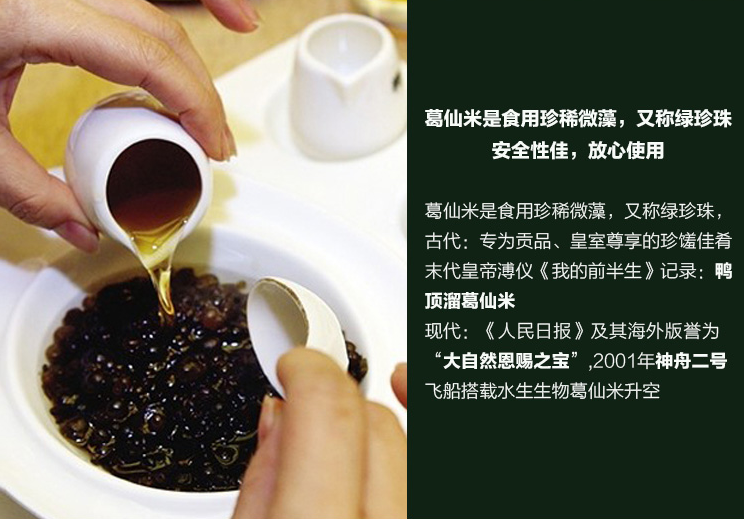 葛仙米是食用珍稀微藻，又称绿珍珠
安全性佳，放心使用
葛仙米是食用珍稀微藻，又称绿珍珠，
古代：专为贡品、皇室尊享的珍馐佳肴
末代皇帝溥仪《我的前半生》记录：鸭
顶溜葛仙米
现代：《人民日报》及其海外版誉为
“大自然恩赐之宝”,2001年神舟二号
飞船搭载水生生物葛仙米升空